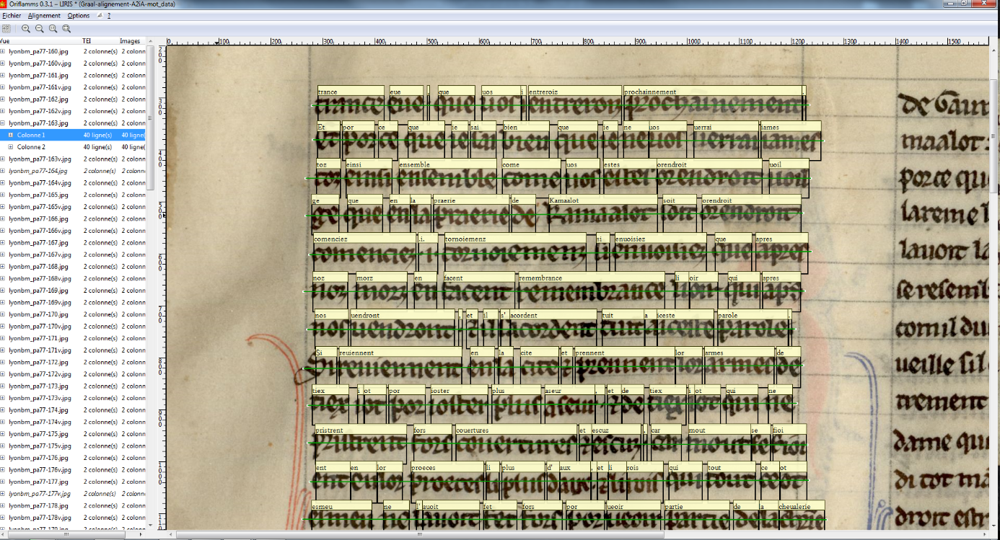 Oriflamms 0.3.1 - LIRIS * (Graal-alignement-A2iA-mot_data)
Fichier Alignement Options ?
Vue TEI Images
lyonbm_pa77-160.jpg 2 colonne(s) 2 colonn
lyonbm_pa77-160v.jpg 2 colonne(s) 2 colonn
lyonbm_pa77-161.jpg 2 colonne(s) 2 colonn
lyonbm_pa77-161v.jpg 2 colonne(s) 2 colonn
lyonbm_pa77-162.jpg 2 colonne(s) 2 colonn
lyonbm_pa77-162v.jpg 2 colonne(s) 2 colonn
lyonbm_pa77-163.jpg 2 colonne(s) 2 colonn
Colonne 1 40 ligne(s) 40 ligne(
Colonne 2 40 ligne(s) 40 ligne(
lyonbm_pa77-163v.jpg 2 colonne(s) 2 colonn
lyonbm_pa77-164.jpg 2 colonne(s) 2 colonn
lyonbm_pa77-164v.jpg 2 colonne(s) 2 colonn
lyonbm_pa77-165.jpg 2 colonne(s) 2 colonn
lyonbm_pa77-165v.jpg 2 colonne(s) 2 colonn
lyonbm_pa77-166.jpg 2 colonne(s) 2 colonn
lyonbm_pa77-166v.jpg 2 colonne(s) 2 colonn
lyonbm_pa77-167.jpg 2 colonne(s) 2 colonn
lyonbm_pa77-167v.jpg 2 colonne(s) 2 colonn
lyonbm_pa77-168.jpg 2 colonne(s) 2 colonn
lyonbm_pa77-168v.jpg 2 colonne(s) 2 colonn
lyonbm_pa77-169.jpg 2 colonne(s) 2 colonn
lyonbm_pa77-169v.jpg 2 colonne(s) 2 colonn
lyonbm_pa77-170.jpg 2 colonne(s) 2 colonn
lyonbm_pa77-170v.jpg 2 colonne(s) 2 colonn
lyonbm_pa77-171.jpg 2 colonne(s) 2 colonn
lyonbm_pa77-171v.jpg 2 colonne(s) 2 colonn
lyonbm_pa77-172.jpg 2 colonne(s) 2 colonn
lyonbm_pa77-172v.jpg 2 colonne(s) 2 colonn
lyonbm_pa77-173.jpg 2 colonne(s) 2 colonn
lyonbm_pa77-173v.jpg 2 colonne(s) 2 colonn
lyonbm_pa77-174.jpg 2 colonne(s) 2 colonn
lyonbm_pa77-174v.jpg 2 colonne(s) 2 colonn
lyonbm_pa77-175.jpg 2 colonne(s) 2 colonn
lyonbm_pa77-175v.jpg 2 colonne(s) 2 colonn
lyonbm_pa77-176.jpg 2 colonne(s) 2 colonn
lyonbm_pa77-176v.jpg 2 colonne(s) 2 colonn
lyonbm_pa77-177.jpg 2 colonne(s) 2 colonn
lyonbm_pa77-177v.jpg 2 colonne(s) 2 colonn
lyonbm_pa77-178.jpg 2 colonne(s) 2 colonn
lyonbm_pa77-178v.jpg 2 colonne(s) 2 colonn
0 100 200 300 400 500 600 700 800 900 1000 1100 1200 1300 1400 1500
200
300
400
500
600
700
800
900
1000
trance eue . que uos i entreroiz prochainnement .
Et por ce que ie sai bien que ie ne uos uerrai iames
toz einsi ensemble come uos estes orendroit uoil
ge que en la praerie de Kamaalot soit orendroit
comenciez .i. tornoiemenz si enuoisiez que apres
noz morz en facent remembrance li oir qui apres
nos uendront . et il s' acordent tuit a iceste parole .
Si reuiennent en la cite et prennent lor armes de
tiex i ot por ioster plus aseur . et de tiex i ot qui ne
pristrent fors couertures et escuz . car mout se fioi
ent en lor proeces li plus d' aux . et li rois qui tout ce ot
esmeu ne l' auoit fet fors por ueoir partie de la cheualerie
de Gauu
maalot
porce que
la reine l
lauoit la
se resembl
com il du
ueille si l
trement
dame qui
di tot ma
droit estr